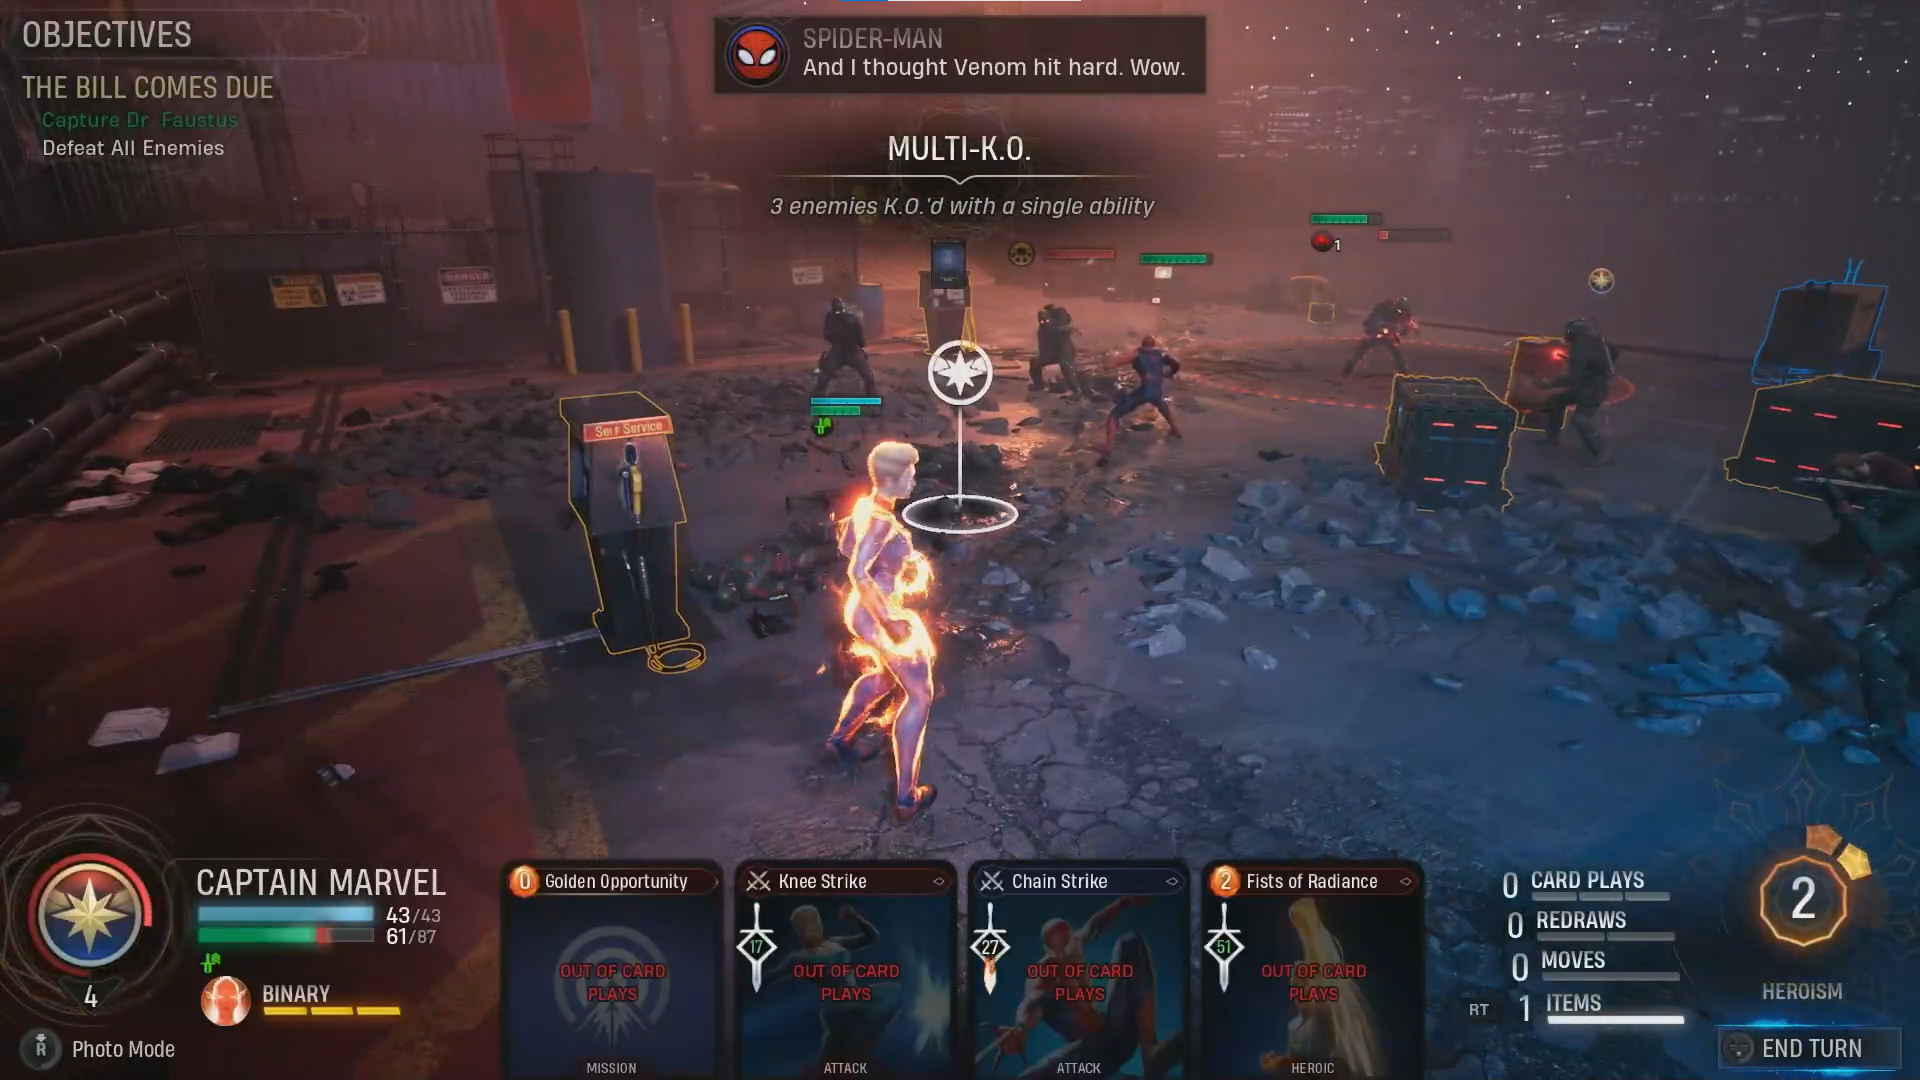 OBJECTIVES
THE BILL COMES DUE
Capture Dr. Faustus
Defeat All Enemies
SPIDER-MAN
And I thought Venom hit hard. Wow.
MULTI-K.O.
3 enemies K.O.'d with a single ability
1
DANGER
Self Service
CAPTAIN MARVEL
43/43
61/87
4
BINARY
R Photo Mode
0 Golden Opportunity
OUT OF CARD
PLAYS
MISSION
Knee Strike
17
OUT OF CARD
PLAYS
ATTACK
Chain Strike
27
OUT OF CARD
PLAYS
ATTACK
2 Fists of Radiance
51
OUT OF CARD
PLAYS
HEROIC
0 CARD PLAYS
0 REDRAWS
0 MOVES
RT 1 ITEMS
2
HEROISM
END TURN